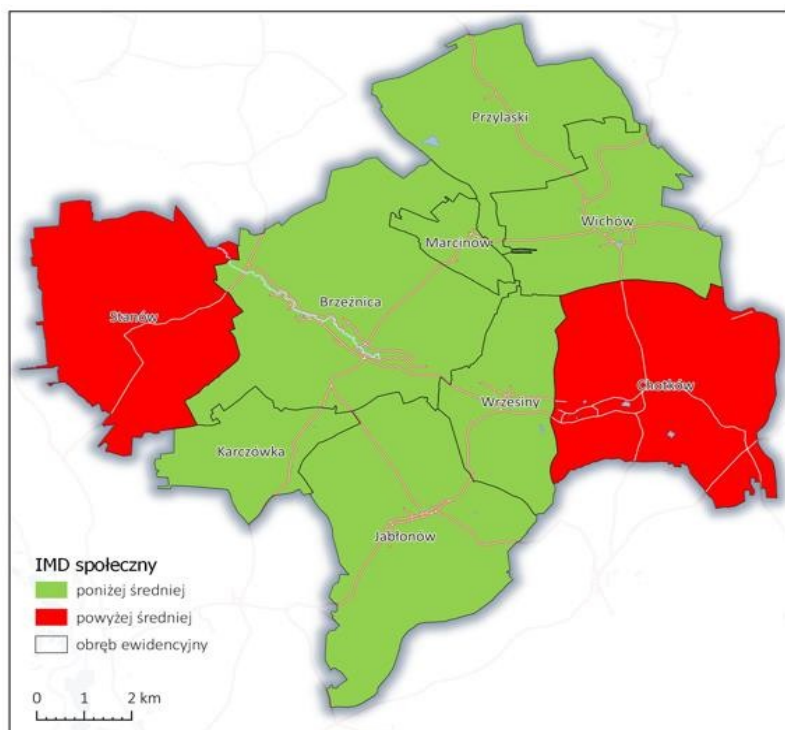 Przylaski
Wichów
Marcinów
Brzeźnica
Stanów
Chotków
Wrzesiny
Karczówka
Jabłonów
IMD społeczny
poniżej średniej
powyżej średniej
obręb ewidencyjny
0 1 2 km